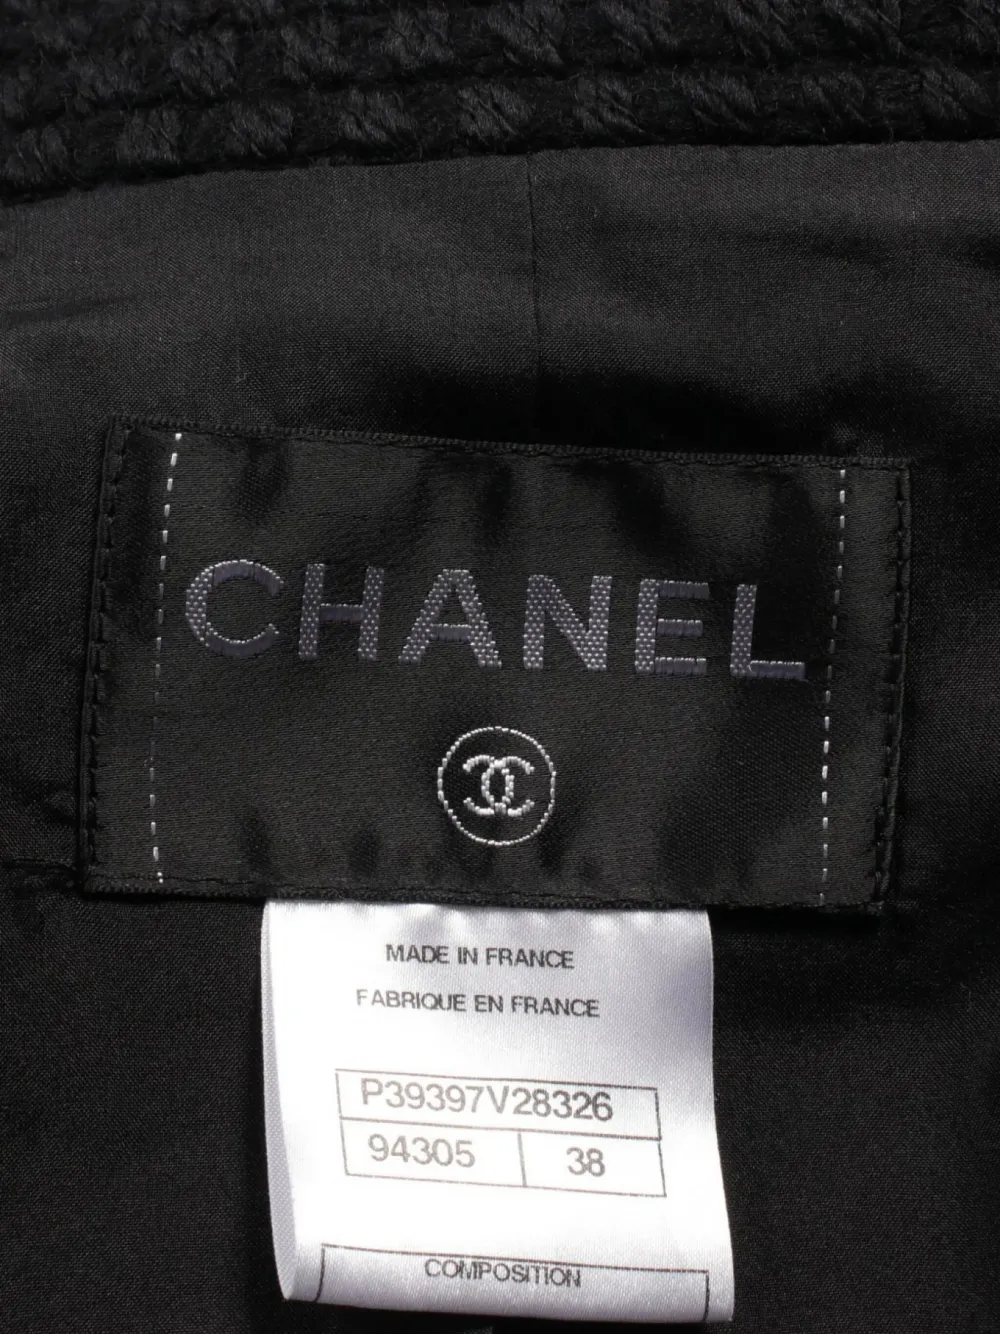 CHANEL
MADE IN FRANCE
FABRIQUE EN FRANCE
P39397V28326
94305 38
COMPOSITION